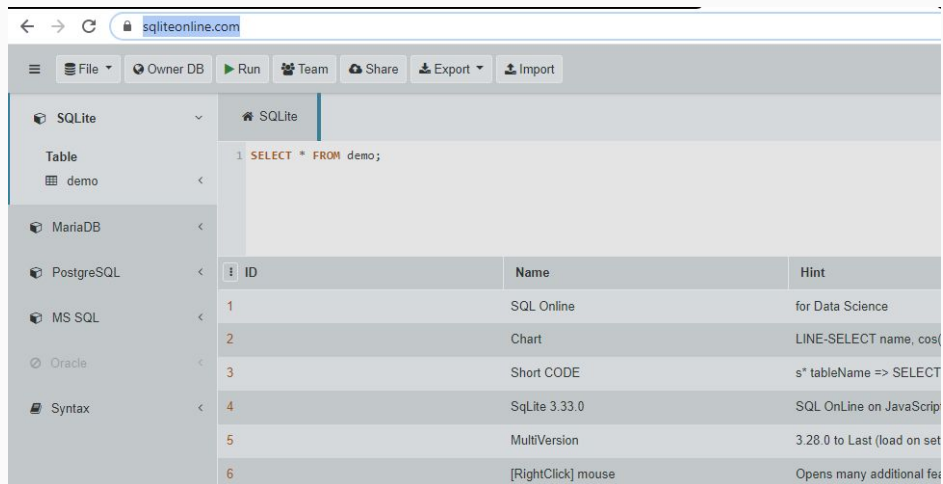 sqliteonline.com
File Owner DB Run Team Share Export Import
SQLite
Table
demo
MariaDB
PostgreSQL
MS SQL
Oracle
Syntax
SQLite
1 SELECT * FROM demo;
ID Name Hint
1 SQL Online for Data Science
2 Chart LINE-SELECT name, cos(
3 Short CODE s* tableName => SELECT
4 SqLite 3.33.0 SQL OnLine on JavaScrip
5 MultiVersion 3.28.0 to Last (load on set
6 [RightClick] mouse Opens many additional fea